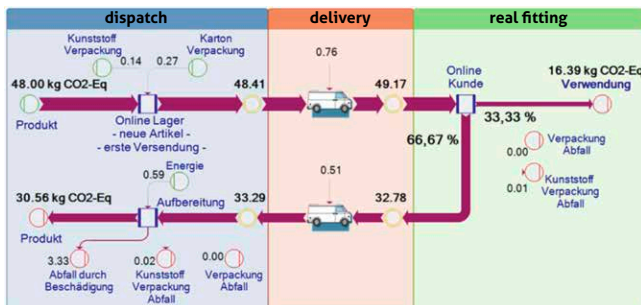 dispatch
delivery
real fitting
Kunststoff
Verpackung
Karton
Verpackung
0.14
0.27
0.76
48.00 kg CO2-Eq
48.41
49.17
Online
Kunde
16.39 kg CO2-Eq
Verwendung
Produkt
Online Lager
- neue Artikel -
- erste Versendung -
33,33 %
66,67 %
Verpackung
Abfall
0.00
Energie
0.59
0.51
0.01
Kunststoff
Verpackung
Abfall
30.56 kg CO2-Eq
Aufbereitung
33.29
32.78
Produkt
3.33
Abfall durch
Beschädigung
0.02
Kunststoff
Verpackung
Abfall
0.00
Verpackung
Abfall